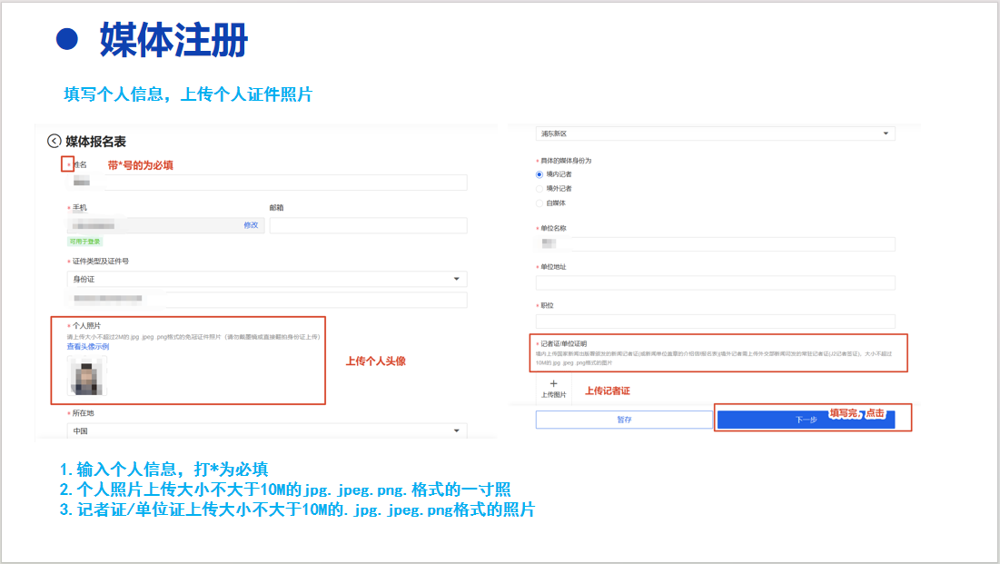 媒体注册
填写个人信息，上传个人证件照片
媒体报名表
*姓名
带*号的为必填
*手机
邮箱
修改
可用于登录
*证件类型及证件号
身份证
*个人照片
请上传大小不超过2M的.jpg .jpeg .png格式的免冠证件照片（请勿戴墨镜或直接翻拍身份证上传）
查看头像示例
上传个人头像
*所在地
中国
浦东新区
*具体的媒体身份为
境内记者
境外记者
自媒体
*单位名称
*单位地址
*职位
*记者证/单位证明
境内上传国家新闻出版署颁发的新闻记者证(或新闻单位盖章的介绍信/报名表)|境外记者需上传外交部新闻司发的常驻记者证(J2记者签证)，大小不超过
10M的.jpg .jpeg .png格式的图片
+
上传图片
上传记者证
暂存
下一步
填写完，点击
1.输入个人信息，打*为必填
2.个人照片上传大小不大于10M的jpg.jpeg.png.格式的一寸照
3.记者证/单位证上传大小不大于10M的.jpg.jpeg.png格式的照片